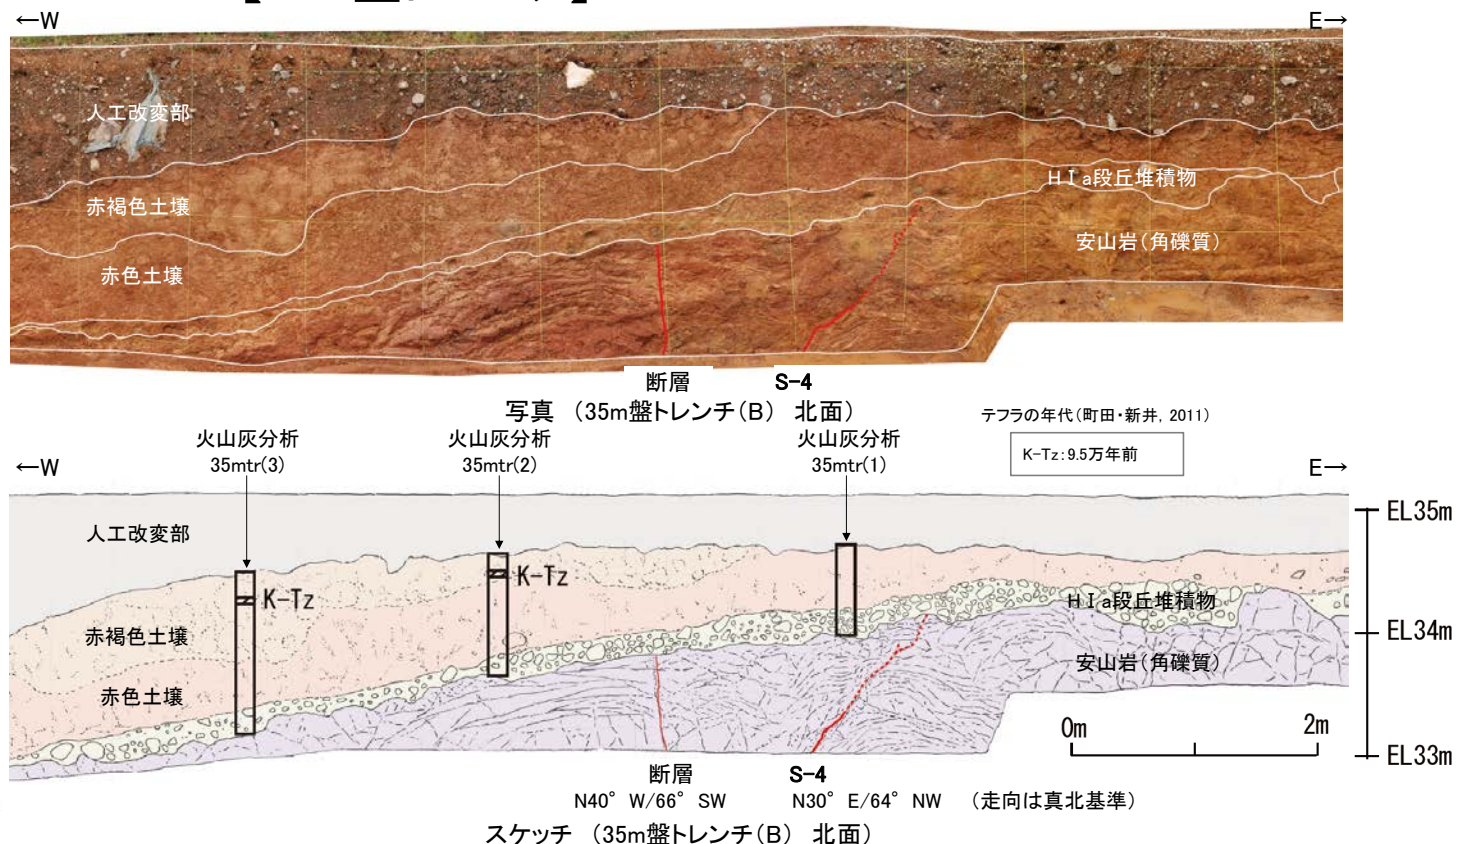 ←W
E→
人工改変部
赤褐色土壌
赤色土壌
HⅠa段丘堆積物
安山岩(角礫質)
断層
S-4
写真 (35m盤トレンチ(B) 北面)
テフラの年代(町田・新井, 2011)
K-Tz:9.5万年前
火山灰分析
35mtr(3)
火山灰分析
35mtr(2)
火山灰分析
35mtr(1)
←W
E→
人工改変部
K-Tz
K-Tz
赤褐色土壌
赤色土壌
HⅠa段丘堆積物
安山岩(角礫質)
EL35m
EL34m
EL33m
0m
2m
断層
S-4
N40° W/66° SW
N30° E/64° NW
(走向は真北基準)
スケッチ (35m盤トレンチ(B) 北面)